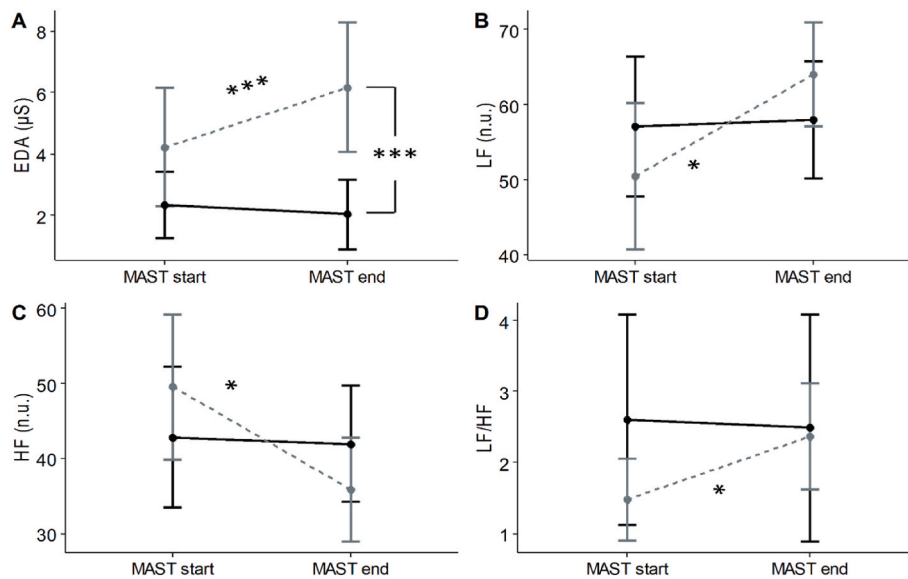 A
EDA (µS)
8
6
4
2
***
***
MAST start
MAST end
B
LF (n.u.)
70
60
50
40
*
MAST start
MAST end
C
HF (n.u.)
60
50
40
30
*
MAST start
MAST end
D
LF/HF
4
3
2
1
*
MAST start
MAST end